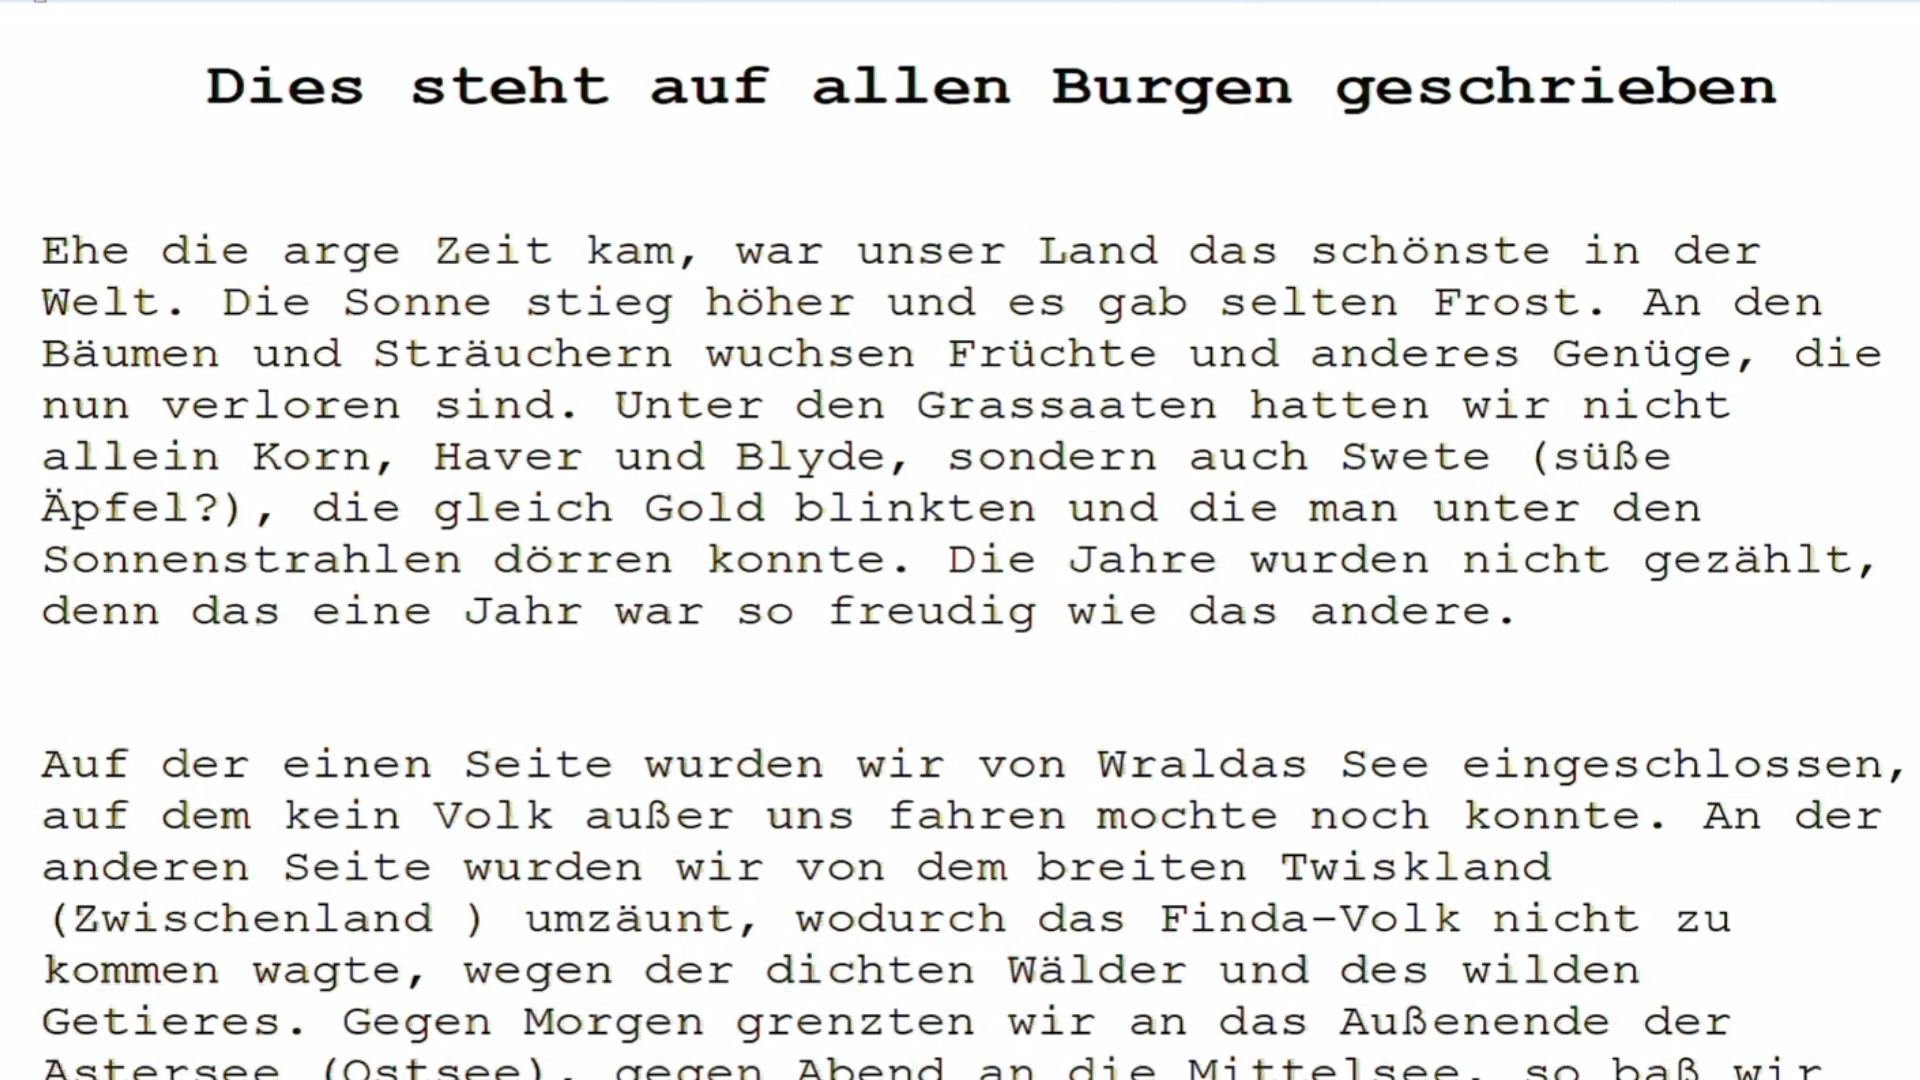 Dies steht auf allen Burgen geschrieben
Ehe die arge Zeit kam, war unser Land das schönste in der
Welt. Die Sonne stieg höher und es gab selten Frost. An den
Bäumen und Sträuchern wuchsen Früchte und anderes Genüge, die
nun verloren sind. Unter den Grassaaten hatten wir nicht
allein Korn, Haver und Blyde, sondern auch Swete (süße
Äpfel?), die gleich Gold blinkten und die man unter den
Sonnenstrahlen dörren konnte. Die Jahre wurden nicht gezählt,
denn das eine Jahr war so freudig wie das andere.
Auf der einen Seite wurden wir von Wraldas See eingeschlossen,
auf dem kein Volk außer uns fahren mochte noch konnte. An der
anderen Seite wurden wir von dem breiten Twiskland
(Zwischenland ) umzäunt, wodurch das Finda-Volk nicht zu
kommen wagte, wegen der dichten Wälder und des wilden
Getieres. Gegen Morgen grenzten wir an das Außenende der
Astersee (Ostsee), gegen Abend an die Mittelsee, so baß wir